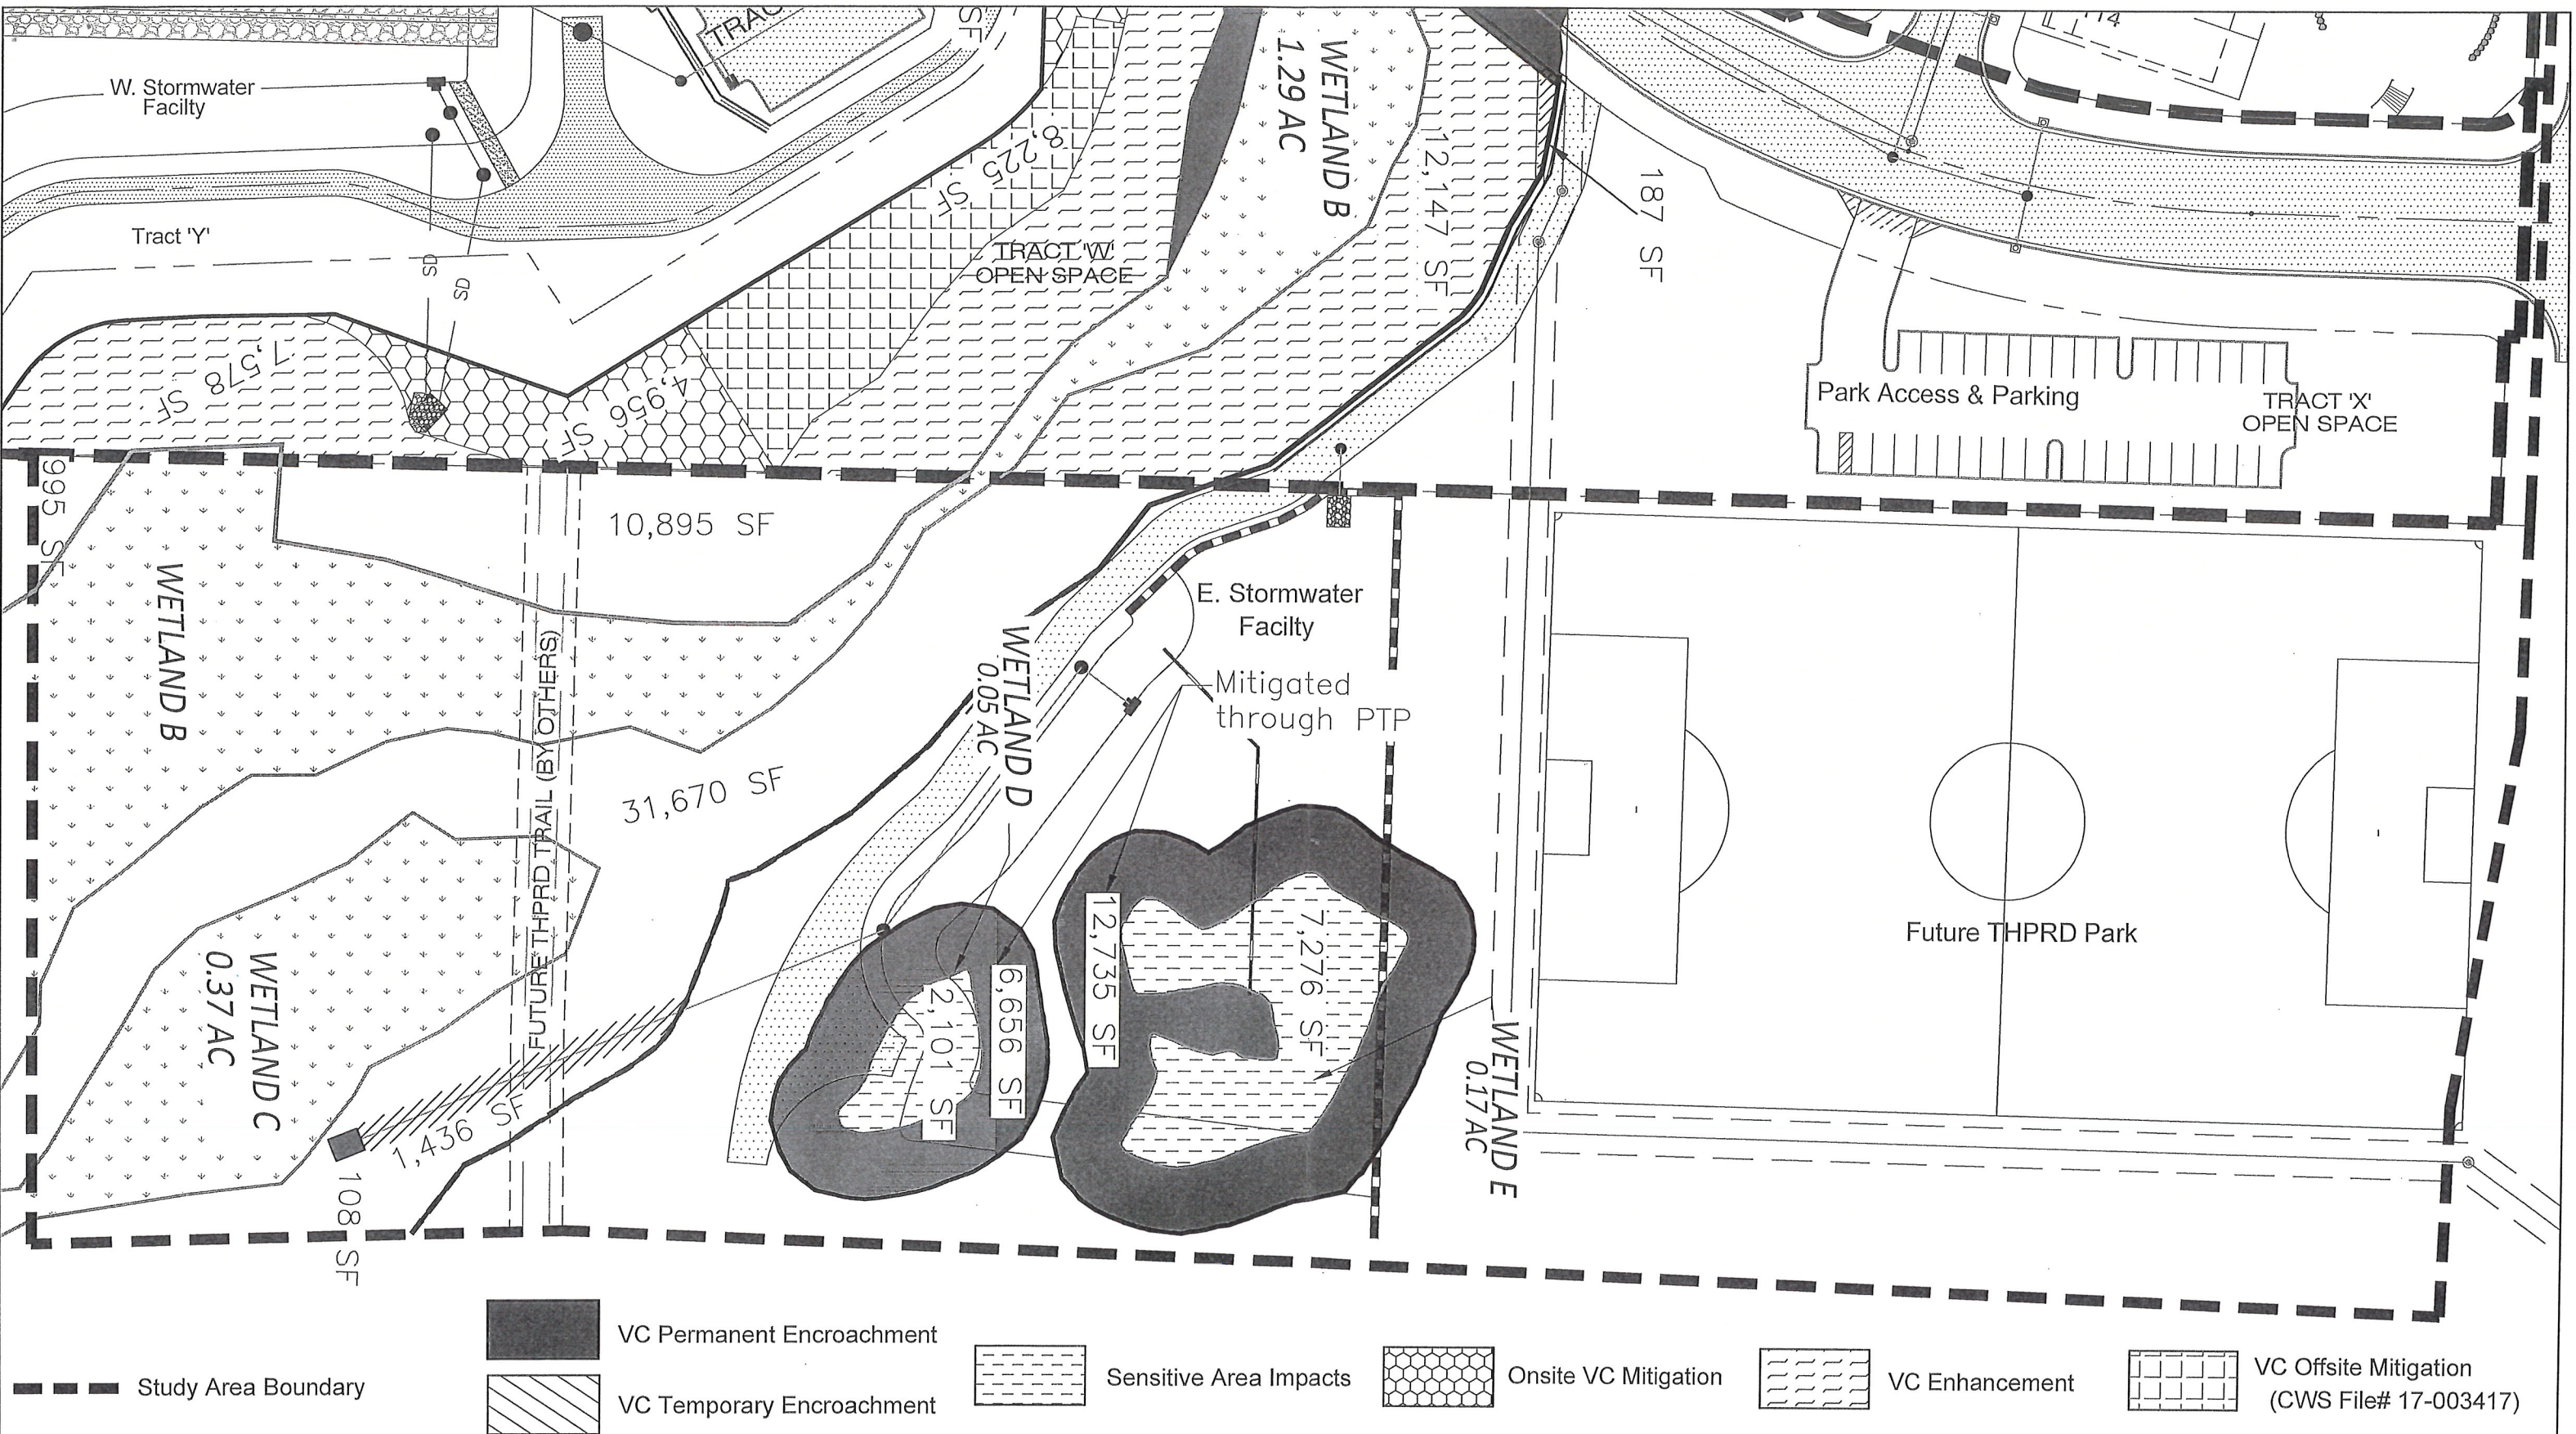 TRAC
SF
14
W. Stormwater
Facilty
Tract 'Y'
SD
SD
8,225 SF
WETLAND B
1.29 AC
12,147 SF
187 SF
TRACT 'W'
OPEN SPACE
7,578 SF
4,956 SF
Park Access & Parking
TRACT 'X'
OPEN SPACE
995 SF
10,895 SF
WETLAND B
E. Stormwater
Facilty
Mitigated
through PTP
WETLAND D
0.05 AC
FUTURE THPRD TRAIL (BY OTHERS)
31,670 SF
WETLAND C
0.37 AC
12,735 SF
7,276 SF
6,656 SF
2,101 SF
Future THPRD Park
WETLAND E
0.17 AC
1,436 SF
108 SF
VC Permanent Encroachment
Study Area Boundary
VC Temporary Encroachment
Sensitive Area Impacts
Onsite VC Mitigation
VC Enhancement
VC Offsite Mitigation
(CWS File# 17-003417)